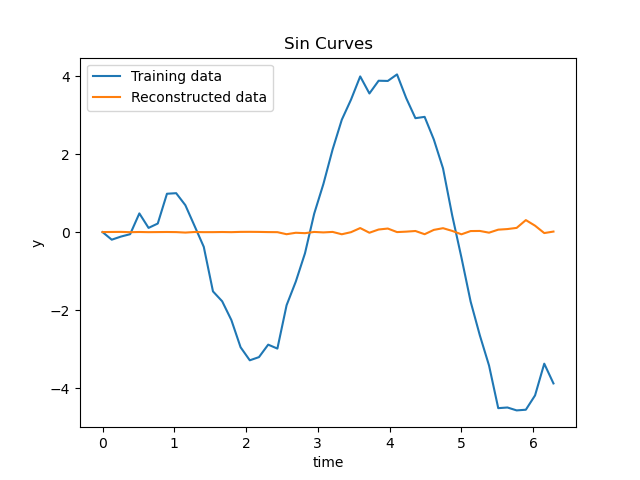 Sin Curves
Training data
Reconstructed data
4
2
0
−2
−4
y
0 1 2 3 4 5 6
time